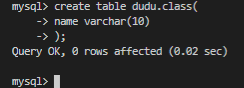 mysql> create table dudu.class(
    -> name varchar(10)
    -> );
Query OK, 0 rows affected (0.02 sec)
mysql>